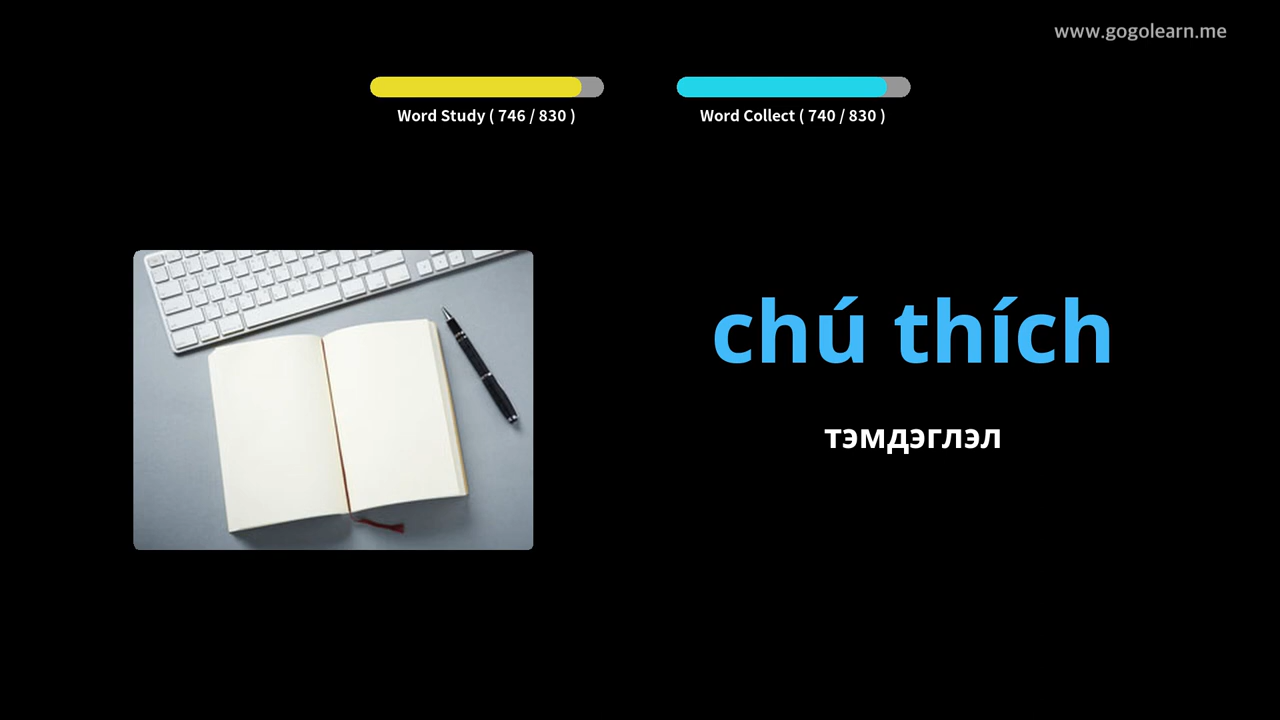 www.gogolearn.me
Word Study ( 746 / 830 )
Word Collect ( 740 / 830 )
chú thích
тэмдэглэл